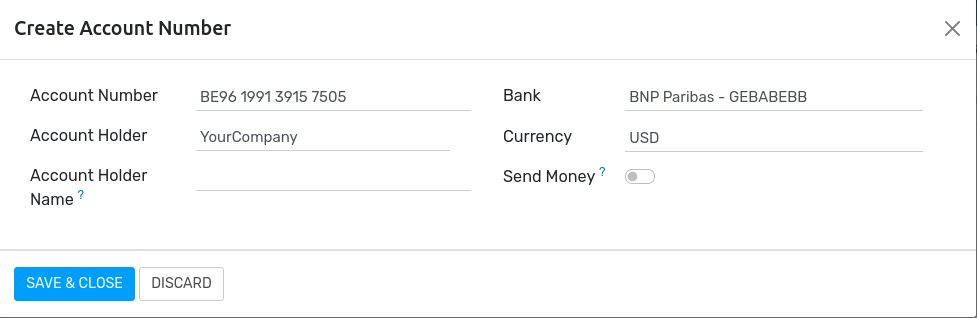 Create Account Number
Account Number BE96 1991 3915 7505 Bank BNP Paribas - GEBABEBB
Account Holder YourCompany Currency USD
Account Holder Name ? Send Money ?
SAVE & CLOSE DISCARD